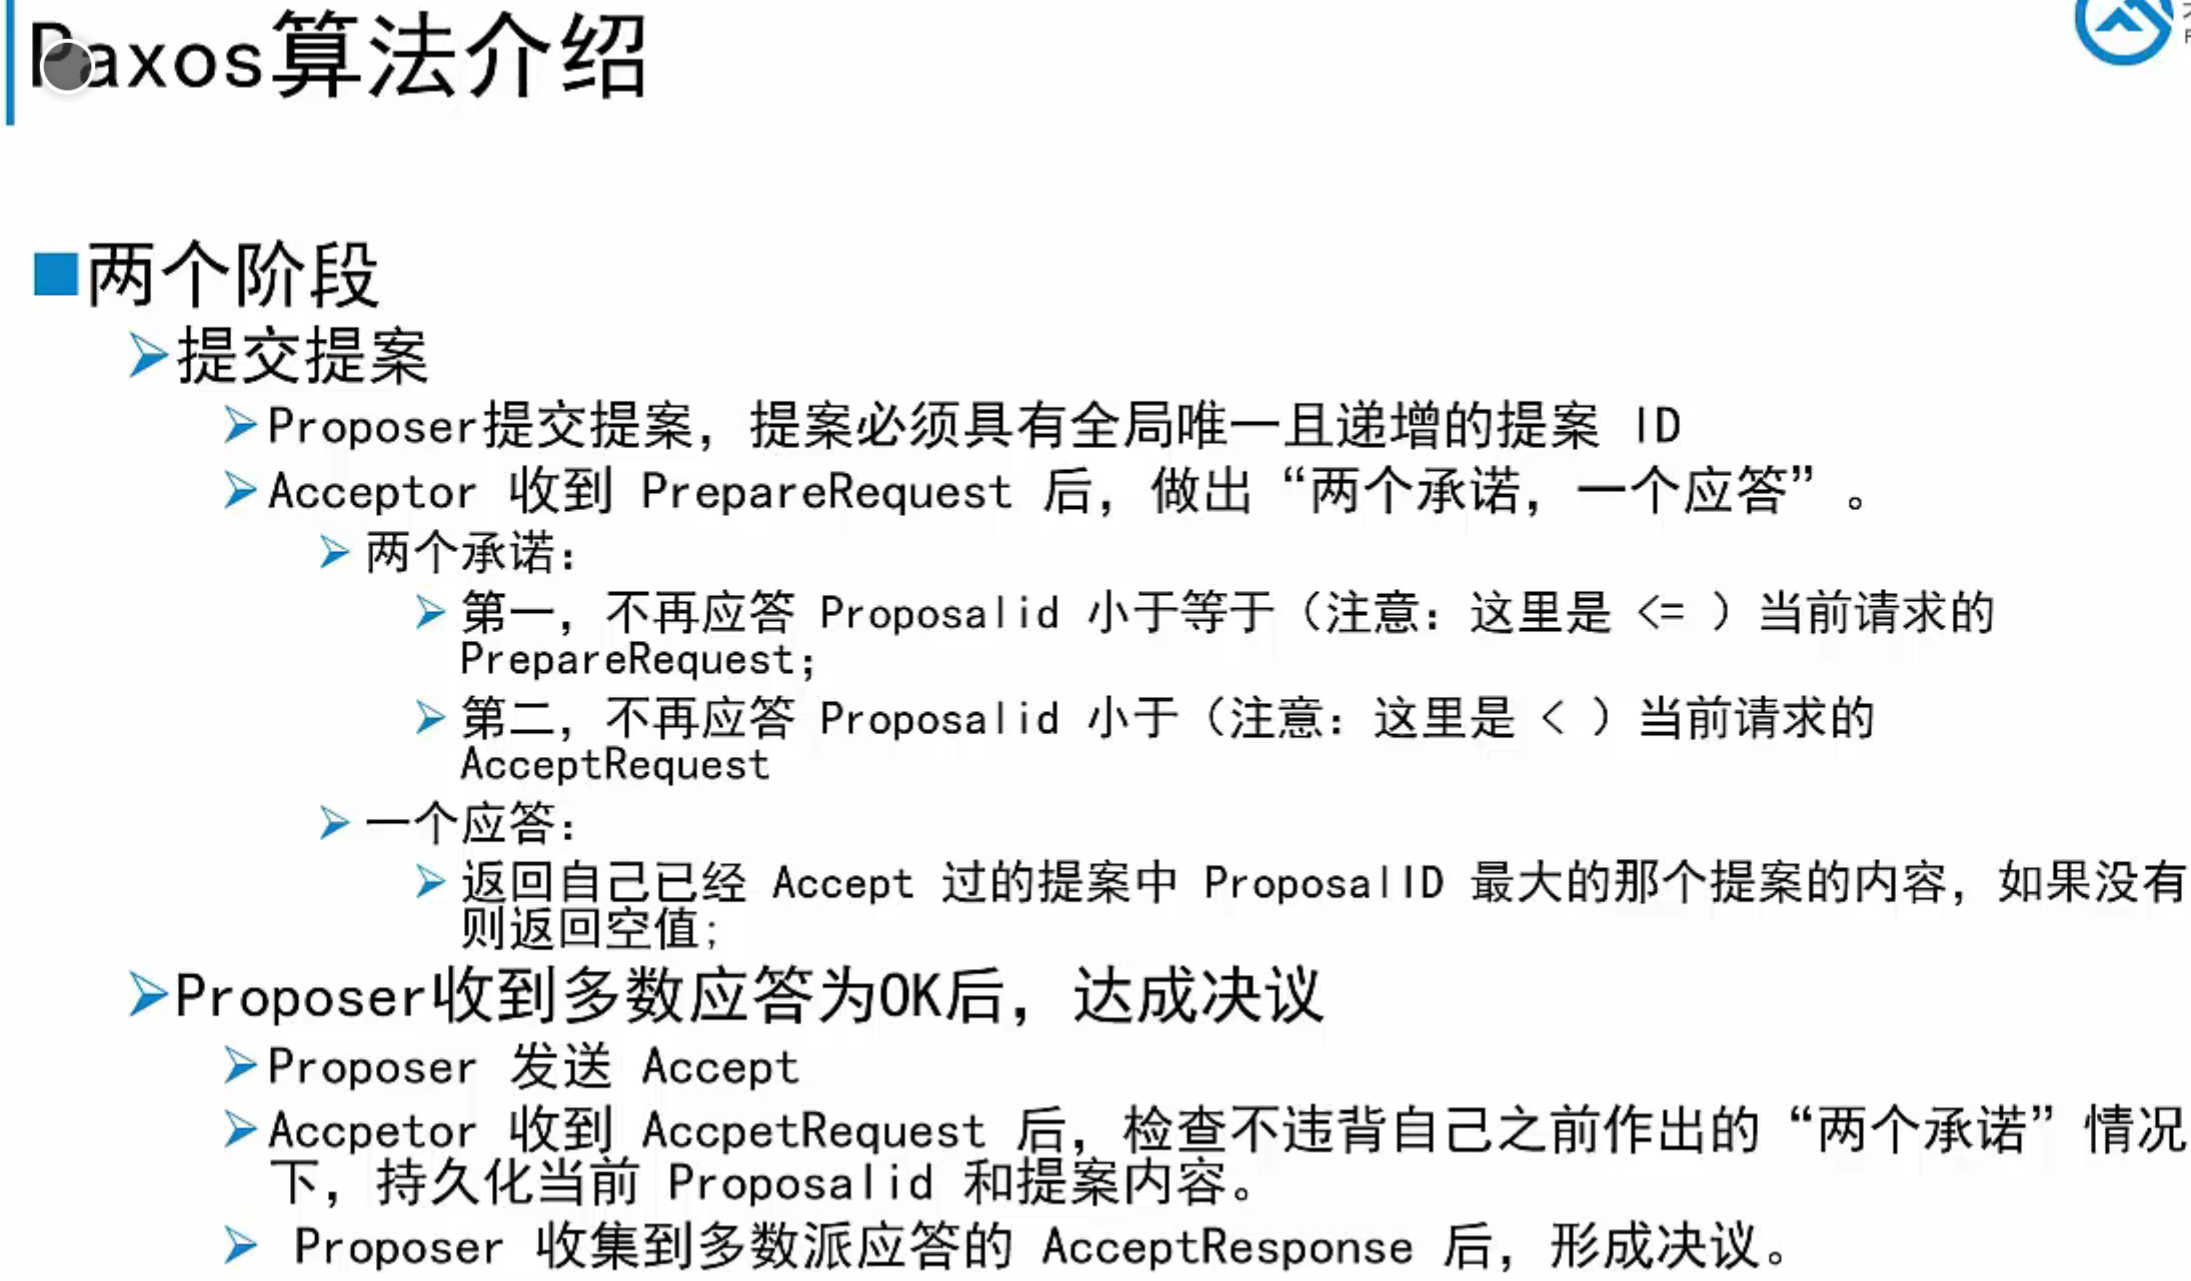 Paxos算法介绍
两个阶段
提交提案
Proposer提交提案，提案必须具有全局唯一且递增的提案 ID
Acceptor 收到 PrepareRequest 后，做出“两个承诺，一个应答”。
两个承诺：
第一，不再应答 Proposalid 小于等于（注意：这里是 <= ）当前请求的
PrepareRequest；
第二，不再应答 Proposalid 小于（注意：这里是 < ）当前请求的
AcceptRequest
一个应答：
返回自己已经 Accept 过的提案中 ProposalID 最大的那个提案的内容，如果没有
则返回空值;
Proposer收到多数应答为OK后，达成决议
Proposer 发送 Accept
Accpetor 收到 AccpetRequest 后，检查不违背自己之前作出的“两个承诺”情况
下，持久化当前 Proposalid 和提案内容。
Proposer 收集到多数派应答的 AcceptResponse 后，形成决议。